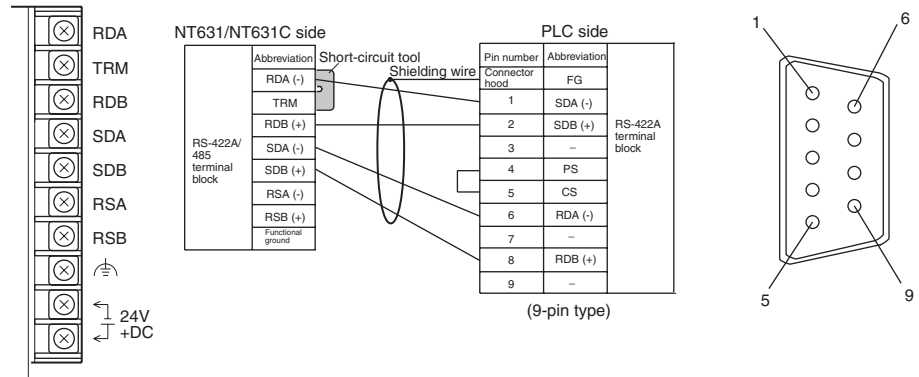 RDA
TRM
RDB
SDA
SDB
RSA
RSB
24V
+DC
NT631/NT631C side
Abbreviation
Short-circuit tool
RS-422A/
485
terminal
block
RDA (-)
TRM
RDB (+)
SDA (-)
SDB (+)
RSA (-)
RSB (+)
Functional
ground
Shielding wire
PLC side
Pin number Abbreviation
Connector
hood FG
1 SDA (-)
2 SDB (+)
3 –
4 PS
5 CS
6 RDA (-)
7 –
8 RDB (+)
9 –
RS-422A
terminal
block
(9-pin type)
1
6
5
9